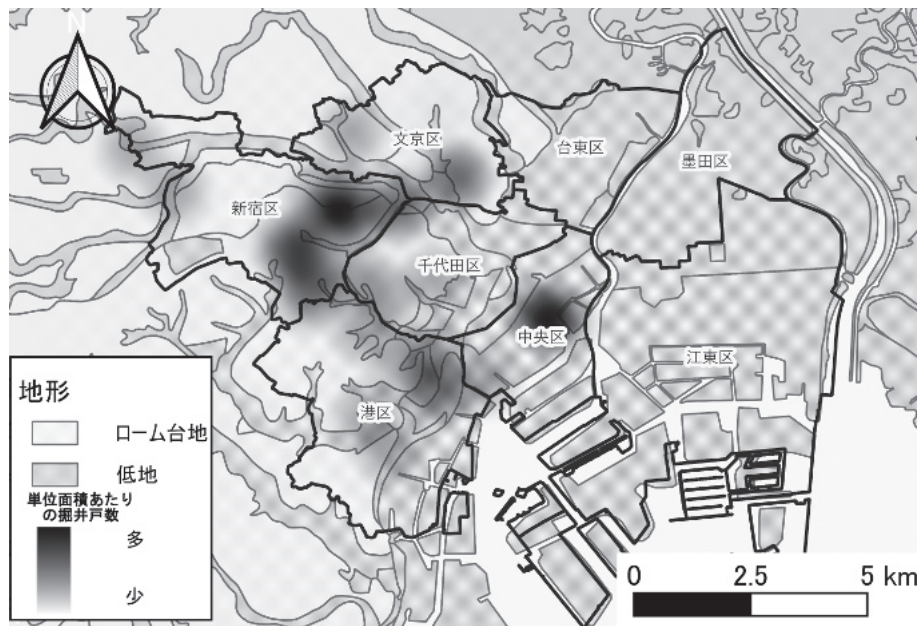 N
文京区
台東区
墨田区
新宿区
千代田区
中央区
江東区
港区
地形
ローム台地
低地
単位面積あたり
の掘井戸数
多
少
0 2.5 5 km